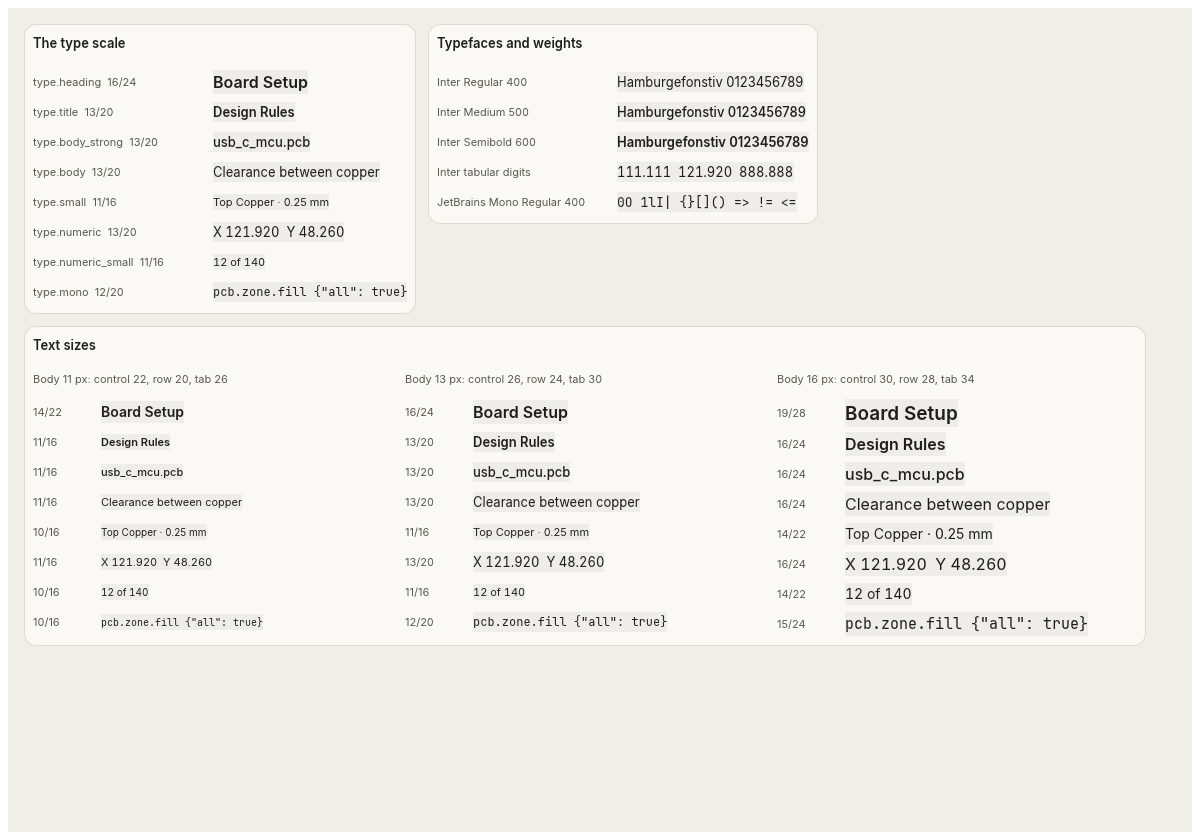 The type scale
type.heading 16/24 Board Setup
type.title 13/20 Design Rules
type.body_strong 13/20 usb_c_mcu.pcb
type.body 13/20 Clearance between copper
type.small 11/16 Top Copper · 0.25 mm
type.numeric 13/20 X 121.920 Y 48.260
type.numeric_small 11/16 12 of 140
type.mono 12/20 pcb.zone.fill {"all": true}
Typefaces and weights
Inter Regular 400 Hamburgefonstiv 0123456789
Inter Medium 500 Hamburgefonstiv 0123456789
Inter Semibold 600 Hamburgefonstiv 0123456789
Inter tabular digits 111.111 121.920 888.888
JetBrains Mono Regular 400 0O 1lI| {}[]() => != <=
Text sizes
Body 11 px: control 22, row 20, tab 26
14/22 Board Setup
11/16 Design Rules
11/16 usb_c_mcu.pcb
11/16 Clearance between copper
10/16 Top Copper · 0.25 mm
11/16 X 121.920 Y 48.260
10/16 12 of 140
10/16 pcb.zone.fill {"all": true}
Body 13 px: control 26, row 24, tab 30
16/24 Board Setup
13/20 Design Rules
13/20 usb_c_mcu.pcb
13/20 Clearance between copper
11/16 Top Copper · 0.25 mm
13/20 X 121.920 Y 48.260
11/16 12 of 140
12/20 pcb.zone.fill {"all": true}
Body 16 px: control 30, row 28, tab 34
19/28 Board Setup
16/24 Design Rules
16/24 usb_c_mcu.pcb
16/24 Clearance between copper
14/22 Top Copper · 0.25 mm
16/24 X 121.920 Y 48.260
14/22 12 of 140
15/24 pcb.zone.fill {"all": true}